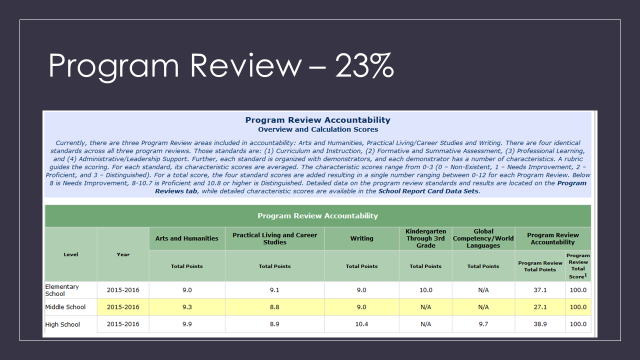 Program Review – 23%
Program Review Accountability
Overview and Calculation Scores
Currently, there are three Program Review areas included in accountability: Arts and Humanities, Practical Living/Career Studies and Writing. There are four identical
standards across all three program reviews. Those standards are: (1) Curriculum and Instruction, (2) Formative and Summative Assessment, (3) Professional Learning,
and (4) Administrative/Leadership Support. Further, each standard is organized with demonstrators, and each demonstrator has a number of characteristics. A rubric
guides the scoring. For each standard, its characteristic scores are averaged. The characteristic scores range from 0-3 (0 – Non-Existent, 1 – Needs Improvement, 2 –
Proficient, and 3 – Distinguished). For a total score, the four standard scores are added resulting in a single number ranging between 0-12 for each Program Review. Below
8 is Needs Improvement, 8-10.7 is Proficient and 10.8 or higher is Distinguished. Detailed data on the program review standards and results are located on the Program
Reviews tab, while detailed characteristic scores are available in the School Report Card Data Sets.
Program Review Accountability
Level Year Arts and Humanities Practical Living and Career Studies Writing Kindergarten Through 3rd Grade Global Competency/World Languages Program Review Accountability
Total Points Total Points Total Points Total Points Total Points Program Review Total Points Program Review Total Score1
Elementary School 2015-2016 9.0 9.1 9.0 10.0 N/A 37.1 100.0
Middle School 2015-2016 9.3 8.8 9.0 N/A N/A 27.1 100.0
High School 2015-2016 9.9 8.9 10.4 N/A 9.7 38.9 100.0